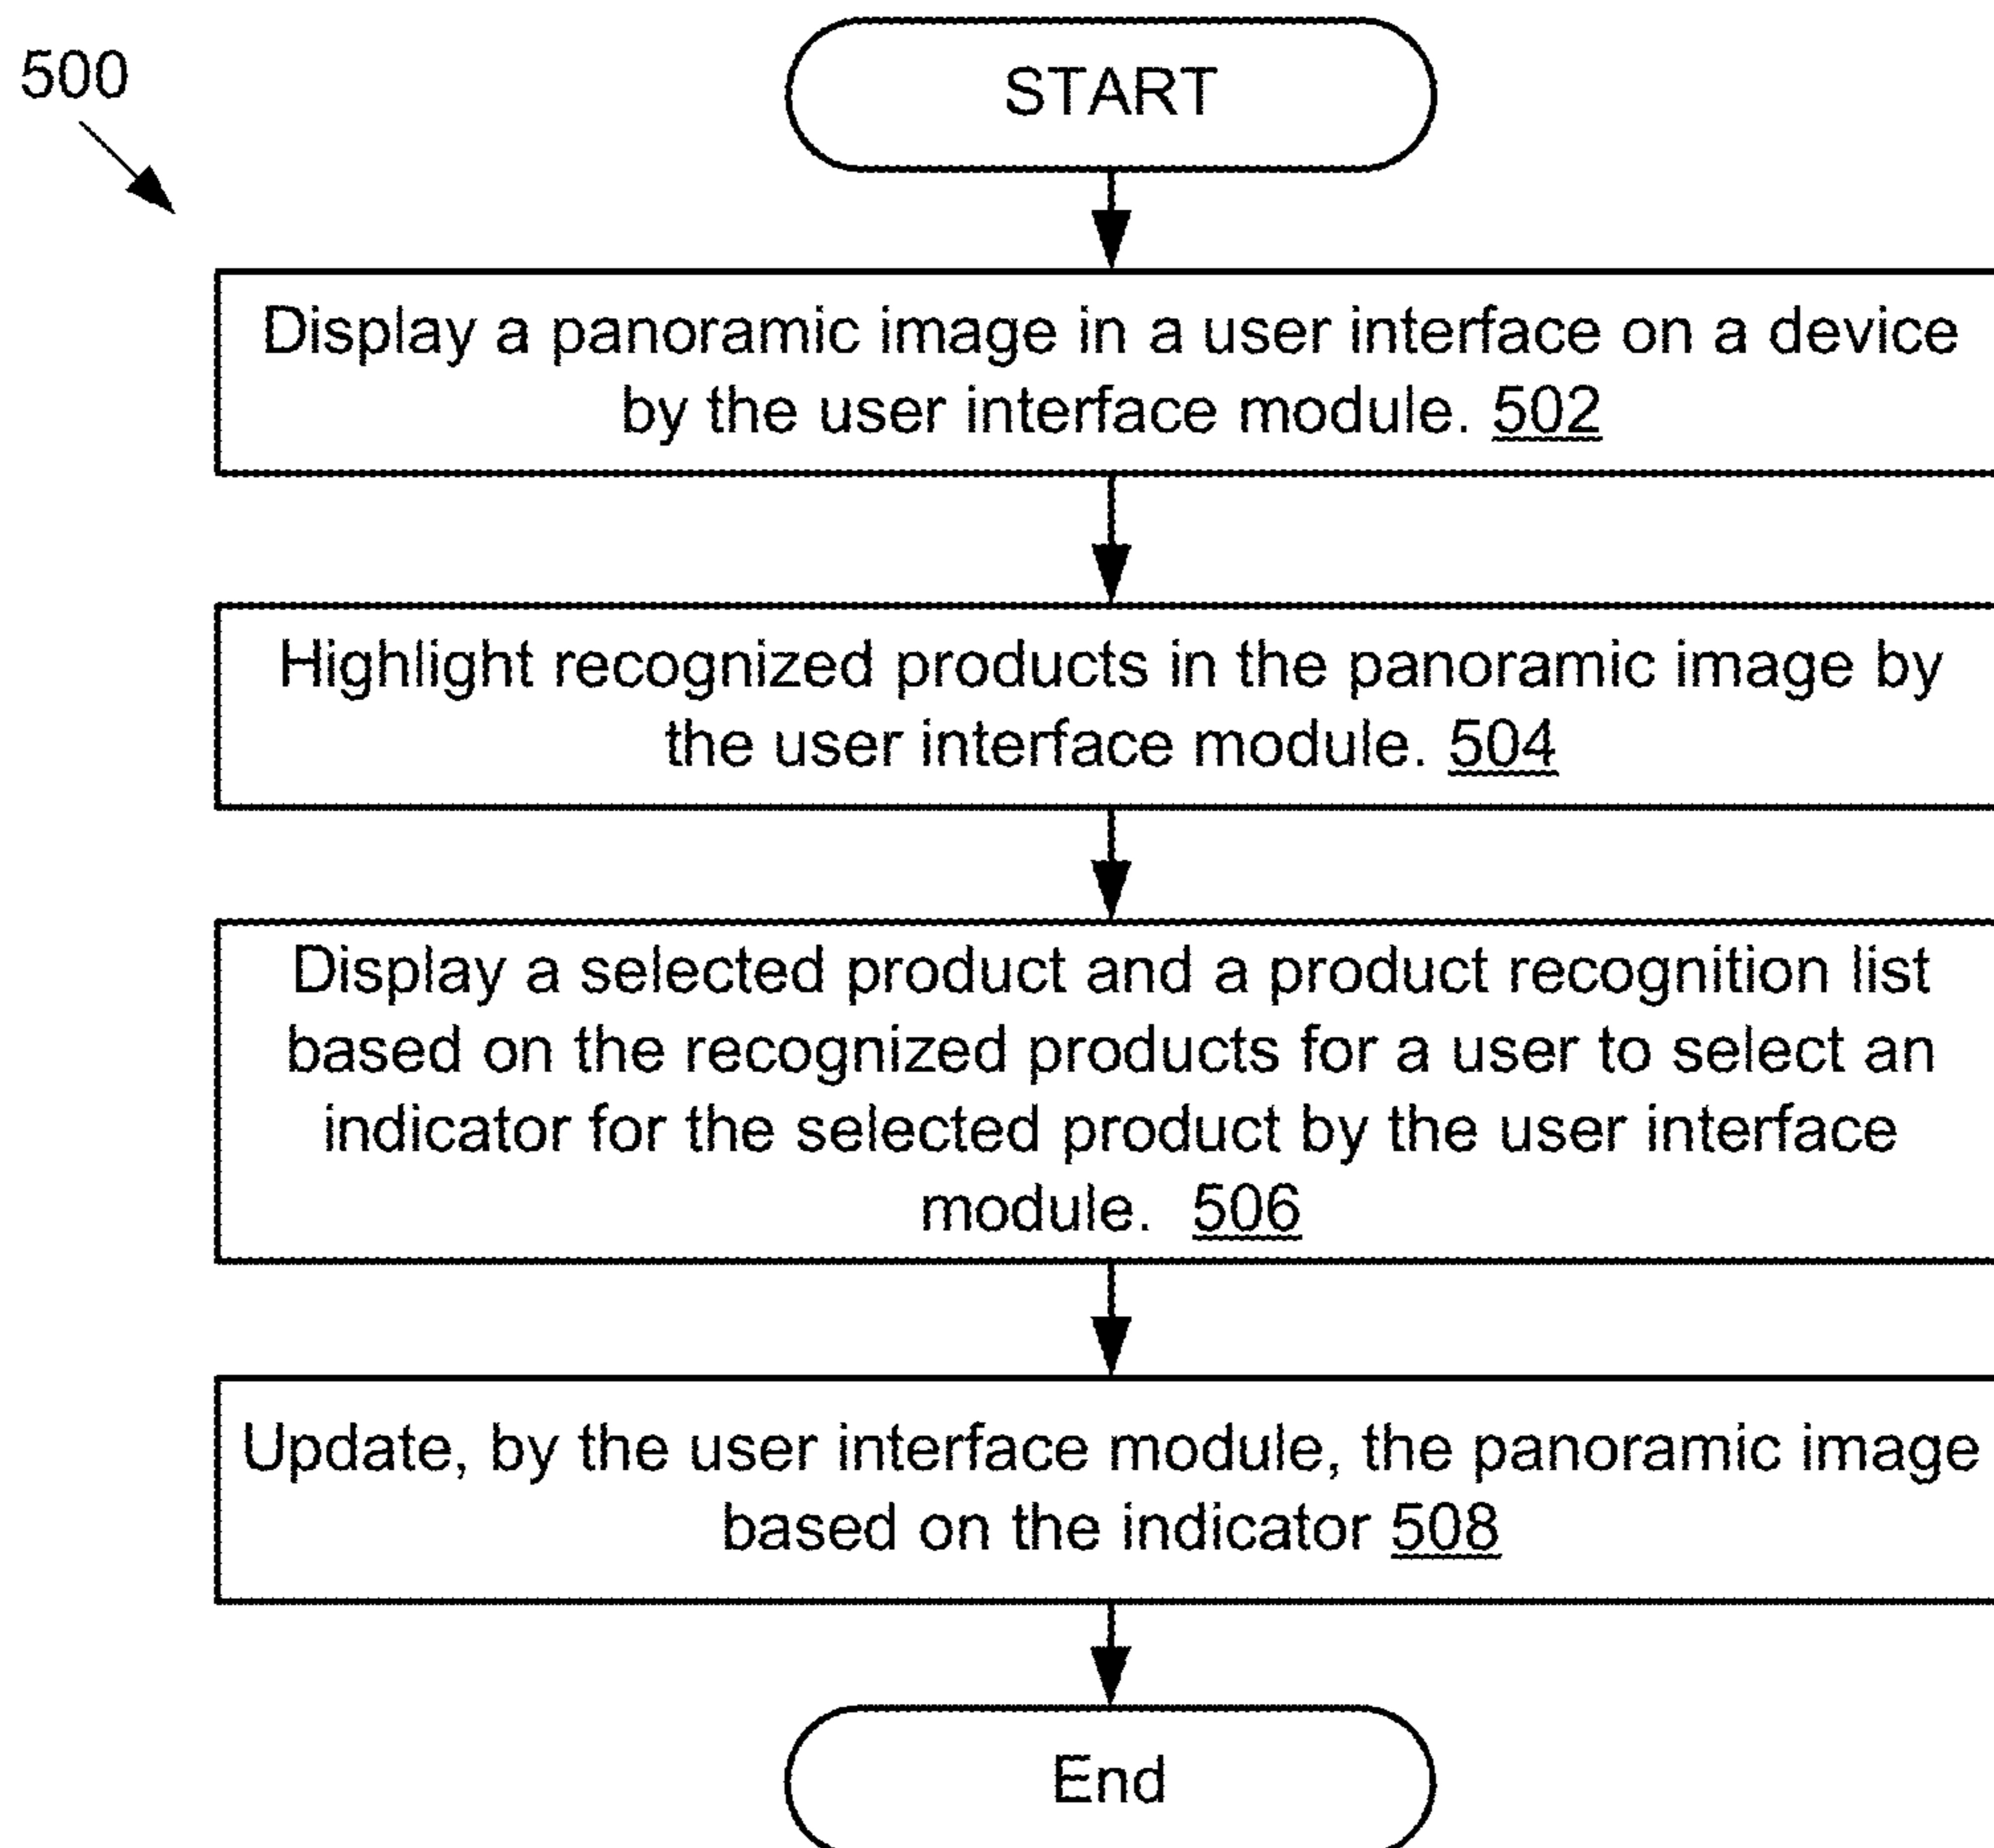 500
START
Display a panoramic image in a user interface on a device
by the user interface module. 502
Highlight recognized products in the panoramic image by
the user interface module. 504
Display a selected product and a product recognition list
based on the recognized products for a user to select an
indicator for the selected product by the user interface
module. 506
Update, by the user interface module, the panoramic image
based on the indicator 508
End